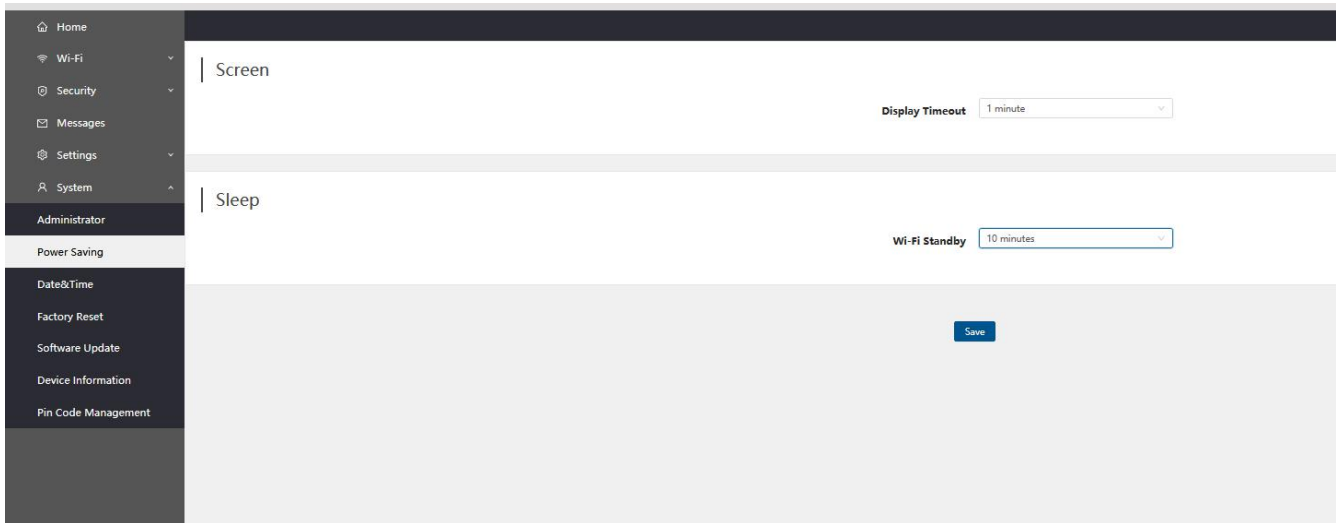 Home
Wi-Fi
Security
Messages
Settings
System
Administrator
Power Saving
Date&Time
Factory Reset
Software Update
Device Information
Pin Code Management
Screen
Display Timeout 1 minute
Sleep
Wi-Fi Standby 10 minutes
Save